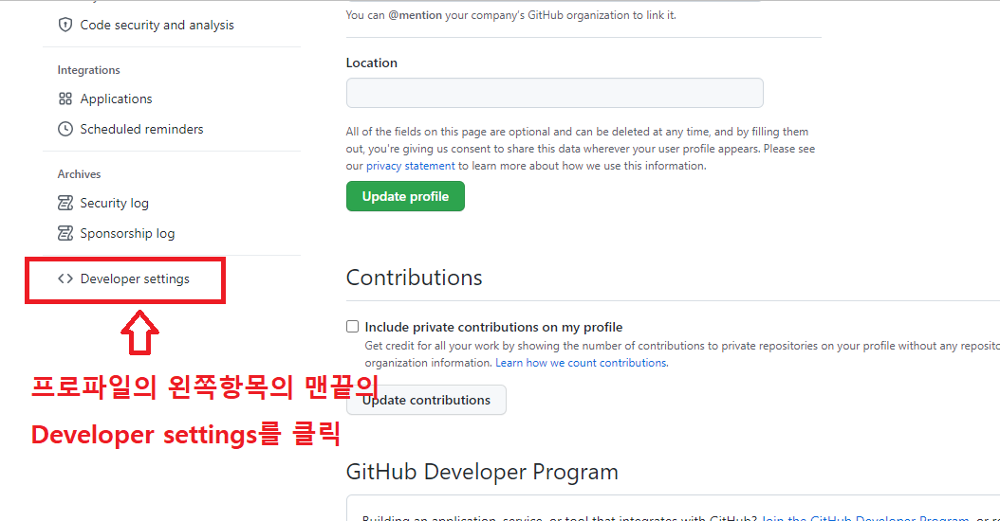 Code security and analysis
Integrations
Applications
Scheduled reminders
Archives
Security log
Sponsorship log
Developer settings
프로파일의 왼쪽항목의 맨끝의
Developer settings를 클릭
You can @mention your company's GitHub organization to link it.
Location
All of the fields on this page are optional and can be deleted at any time, and by filling them
out, you're giving us consent to share this data wherever your user profile appears. Please see
our privacy statement to learn more about how we use this information.
Update profile
Contributions
Include private contributions on my profile
Get credit for all your work by showing the number of contributions to private repositories on your profile without any reposito
organization information. Learn how we count contributions.
Update contributions
GitHub Developer Program
Building an application, service, or tool that integrates with GitHub? Join the GitHub Developer Program, or re